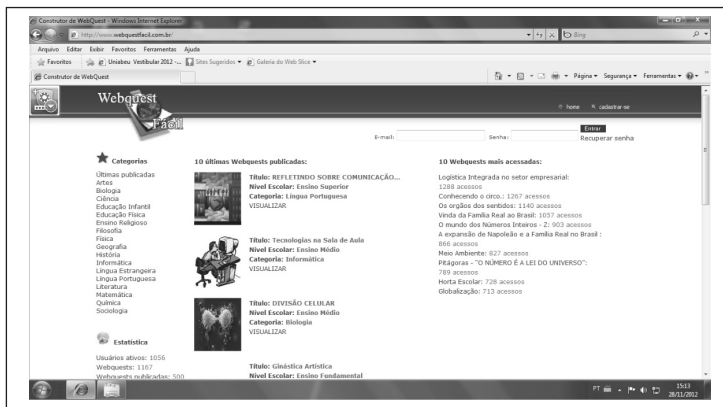 Construtor de WebQuest - Windows Internet Explorer
http://www.webquestfacil.com.br/
Bing
Arquivo Editar Exibir Favoritos Ferramentas Ajuda
Favoritos Uniabeu Vestibular 2012 -... Sites Sugeridos Galeria do Web Slice
Construtor de WebQuest
Página Segurança Ferramentas
Webquest
Fácil
home cadastrar-se
E-mail: Senha: Entrar
Recuperar senha
Categorias
Últimas publicadas
Artes
Biologia
Ciência
Educação Infantil
Educação Física
Ensino Religioso
Filosofia
Física
Geografia
História
Informática
Língua Estrangeira
Língua Portuguesa
Literatura
Matemática
Química
Sociologia
Estatística
Usuários ativos: 1056
Webquests: 1167
Webquests publicadas: 500
10 últimas Webquests publicadas:
Título: REFLETINDO SOBRE COMUNICAÇÃO...
Nível Escolar: Ensino Superior
Categoria: Língua Portuguesa
VISUALIZAR
Título: Tecnologias na Sala de Aula
Nível Escolar: Ensino Médio
Categoria: Informática
VISUALIZAR
Título: DIVISÃO CELULAR
Nível Escolar: Ensino Médio
Categoria: Biologia
VISUALIZAR
Título: Ginástica Artística
Nível Escolar: Ensino Fundamental
10 Webquests mais acessadas:
Logística Integrada no setor empresarial:
1288 acessos
Conhecendo o circo.: 1267 acessos
Os orgãos dos sentidos: 1140 acessos
Vinda da Família Real ao Brasil: 1057 acessos
O mundo dos Números Inteiros - Z: 903 acessos
A expansão de Napoleão e a Família Real no Brasil :
866 acessos
Meio Ambiente: 827 acessos
Pitágoras - "O NÚMERO É A LEI DO UNIVERSO":
789 acessos
Horta Escolar: 728 acessos
Globalização: 713 acessos
PT
15:13
28/11/2012